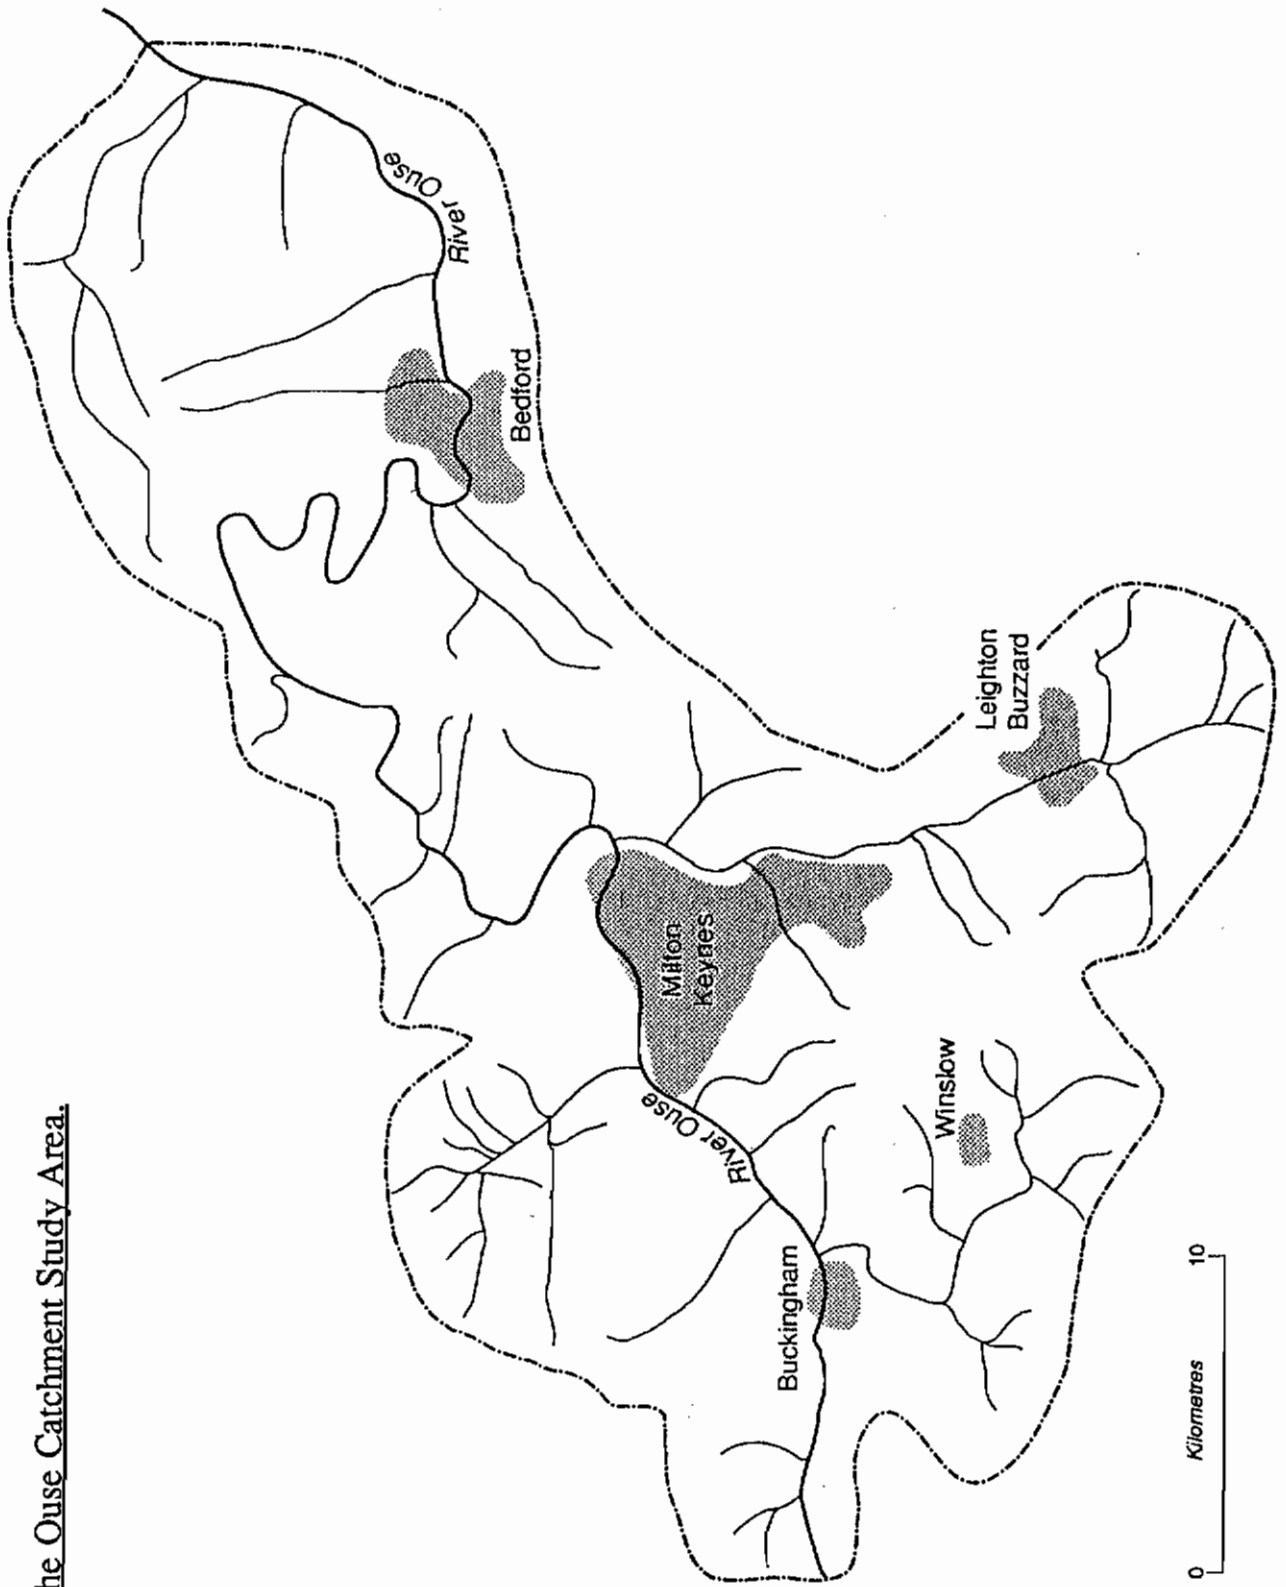 he Ouse Catchment Study Area.
River Ouse
Bedford
Milton
Keynes
Leighton
Buzzard
River Ouse
Winslow
Buckingham
0
10
Kilometres